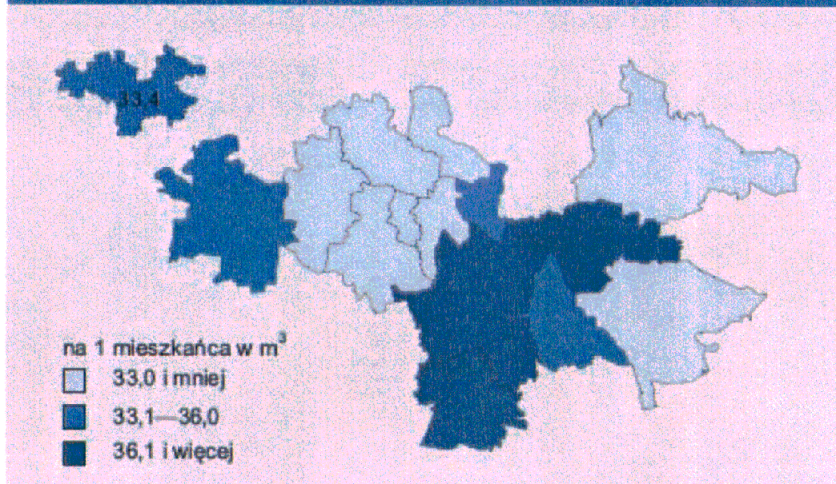 33,4
na 1 mieszkańca w m³
33,0 i mniej
33,1—36,0
36,1 i więcej